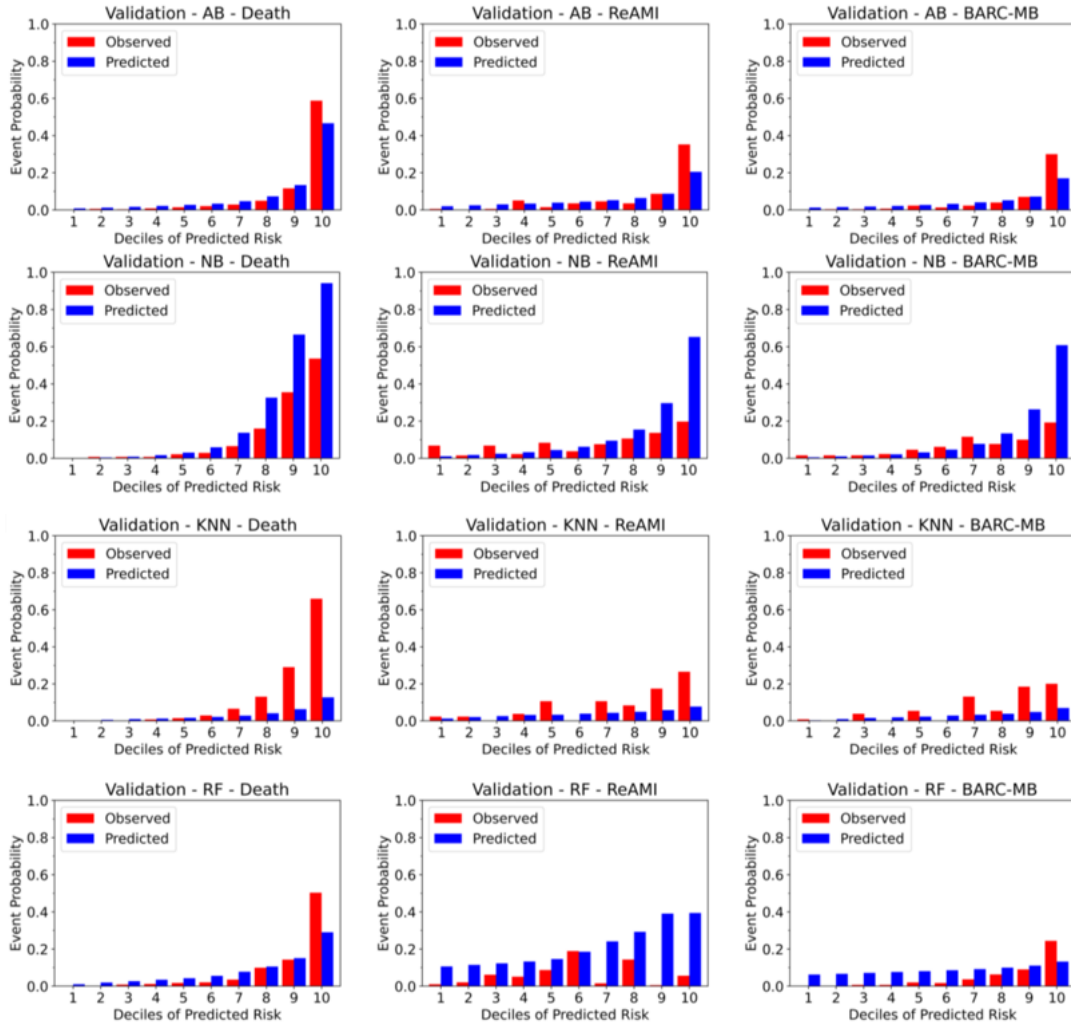 Validation - AB - Death
1.0
0.8
0.6
0.4
0.2
0.0
Event Probability
Observed
Predicted
1 2 3 4 5 6 7 8 9 10
Deciles of Predicted Risk
Validation - AB - ReAMI
1.0
0.8
0.6
0.4
0.2
0.0
Event Probability
Observed
Predicted
1 2 3 4 5 6 7 8 9 10
Deciles of Predicted Risk
Validation - AB - BARC-MB
1.0
0.8
0.6
0.4
0.2
0.0
Event Probability
Observed
Predicted
1 2 3 4 5 6 7 8 9 10
Deciles of Predicted Risk
Validation - NB - Death
1.0
0.8
0.6
0.4
0.2
0.0
Event Probability
Observed
Predicted
1 2 3 4 5 6 7 8 9 10
Deciles of Predicted Risk
Validation - NB - ReAMI
1.0
0.8
0.6
0.4
0.2
0.0
Event Probability
Observed
Predicted
1 2 3 4 5 6 7 8 9 10
Deciles of Predicted Risk
Validation - NB - BARC-MB
1.0
0.8
0.6
0.4
0.2
0.0
Event Probability
Observed
Predicted
1 2 3 4 5 6 7 8 9 10
Deciles of Predicted Risk
Validation - KNN - Death
1.0
0.8
0.6
0.4
0.2
0.0
Event Probability
Observed
Predicted
1 2 3 4 5 6 7 8 9 10
Deciles of Predicted Risk
Validation - KNN - ReAMI
1.0
0.8
0.6
0.4
0.2
0.0
Event Probability
Observed
Predicted
1 2 3 4 5 6 7 8 9 10
Deciles of Predicted Risk
Validation - KNN - BARC-MB
1.0
0.8
0.6
0.4
0.2
0.0
Event Probability
Observed
Predicted
1 2 3 4 5 6 7 8 9 10
Deciles of Predicted Risk
Validation - RF - Death
1.0
0.8
0.6
0.4
0.2
0.0
Event Probability
Observed
Predicted
1 2 3 4 5 6 7 8 9 10
Deciles of Predicted Risk
Validation - RF - ReAMI
1.0
0.8
0.6
0.4
0.2
0.0
Event Probability
Observed
Predicted
1 2 3 4 5 6 7 8 9 10
Deciles of Predicted Risk
Validation - RF - BARC-MB
1.0
0.8
0.6
0.4
0.2
0.0
Event Probability
Observed
Predicted
1 2 3 4 5 6 7 8 9 10
Deciles of Predicted Risk